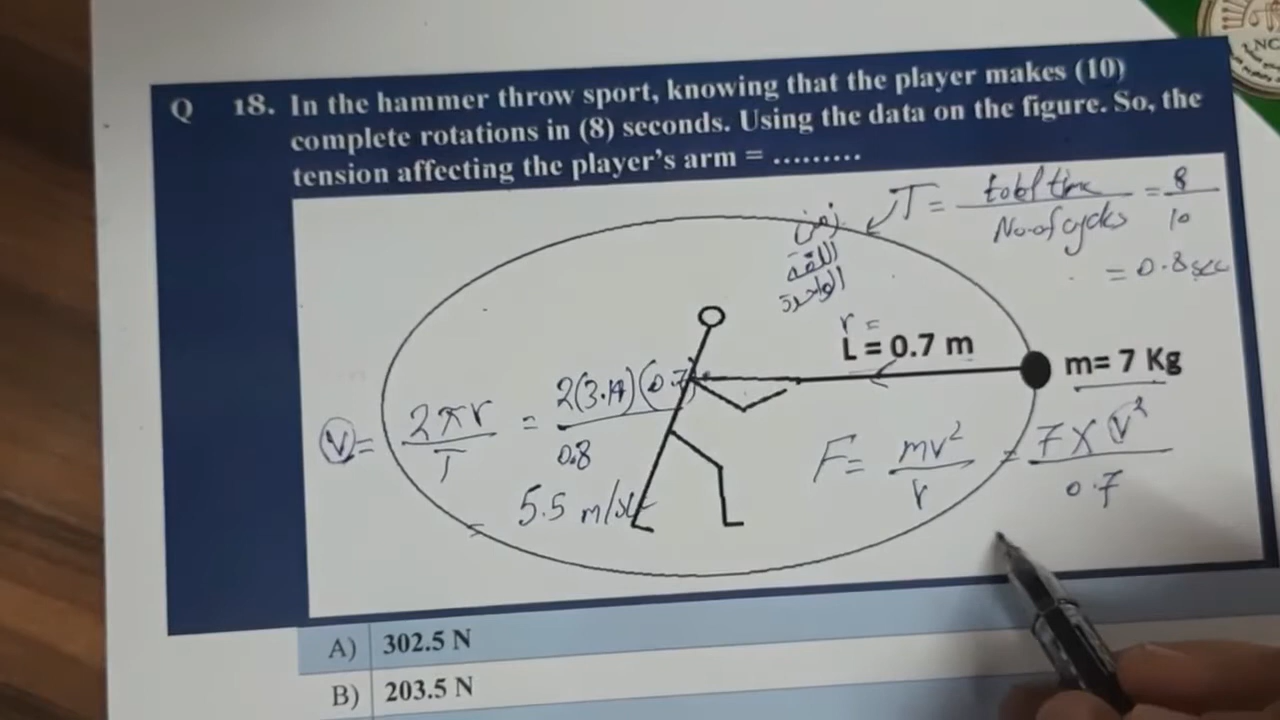 Q 18. In the hammer throw sport, knowing that the player makes (10)
complete rotations in (8) seconds. Using the data on the figure. So, the
tension affecting the player's arm = .........
T = total time / No. of cycles = 8 / 10
= 0.8 sec
زمن
اللفة
الواحدة
r =
L = 0.7 m
m= 7 Kg
V = 2πr / T = 2(3.14)(0.7) / 0.8
= 5.5 m/sec
F = mv² / r = 7 × v² / 0.7
A) 302.5 N
B) 203.5 N
NC